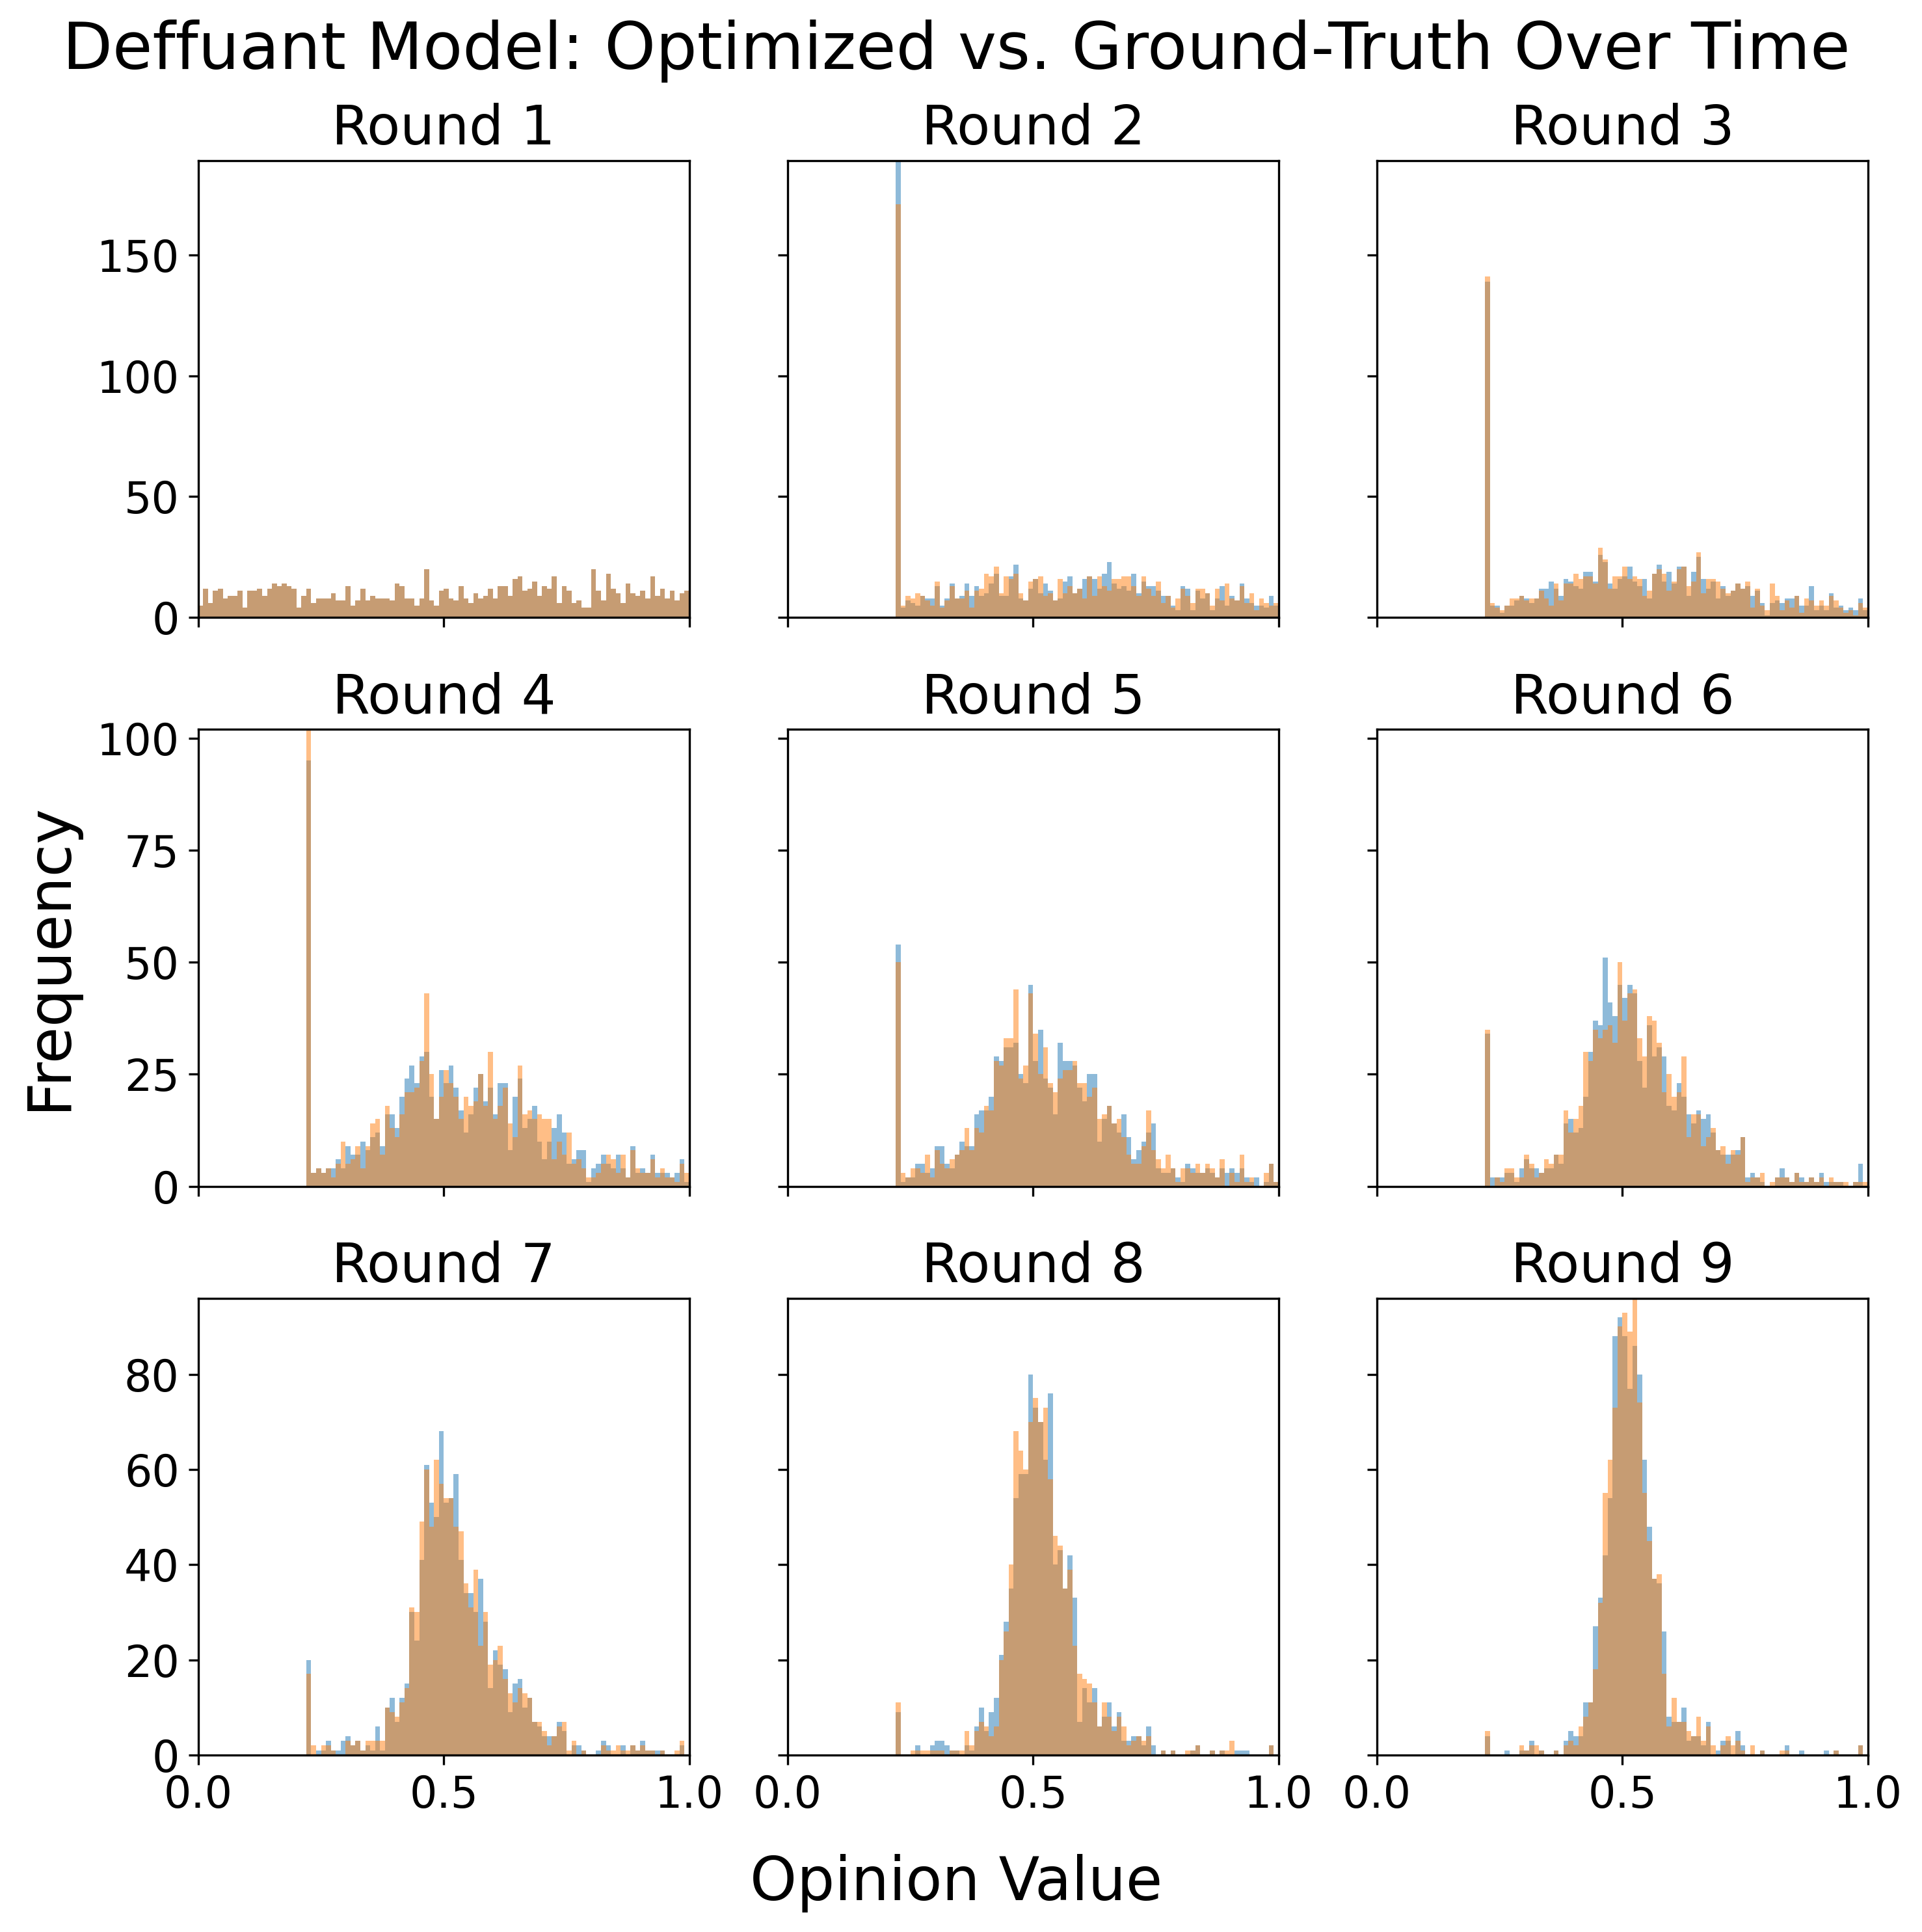 Deffuant Model: Optimized vs. Ground-Truth Over Time
Round 1
Round 2
Round 3
150
100
50
0
Round 4
Round 5
Round 6
100
75
50
25
0
Frequency
Round 7
Round 8
Round 9
80
60
40
20
0
0.0 0.5 1.0
0.0 0.5 1.0
0.0 0.5 1.0
Opinion Value